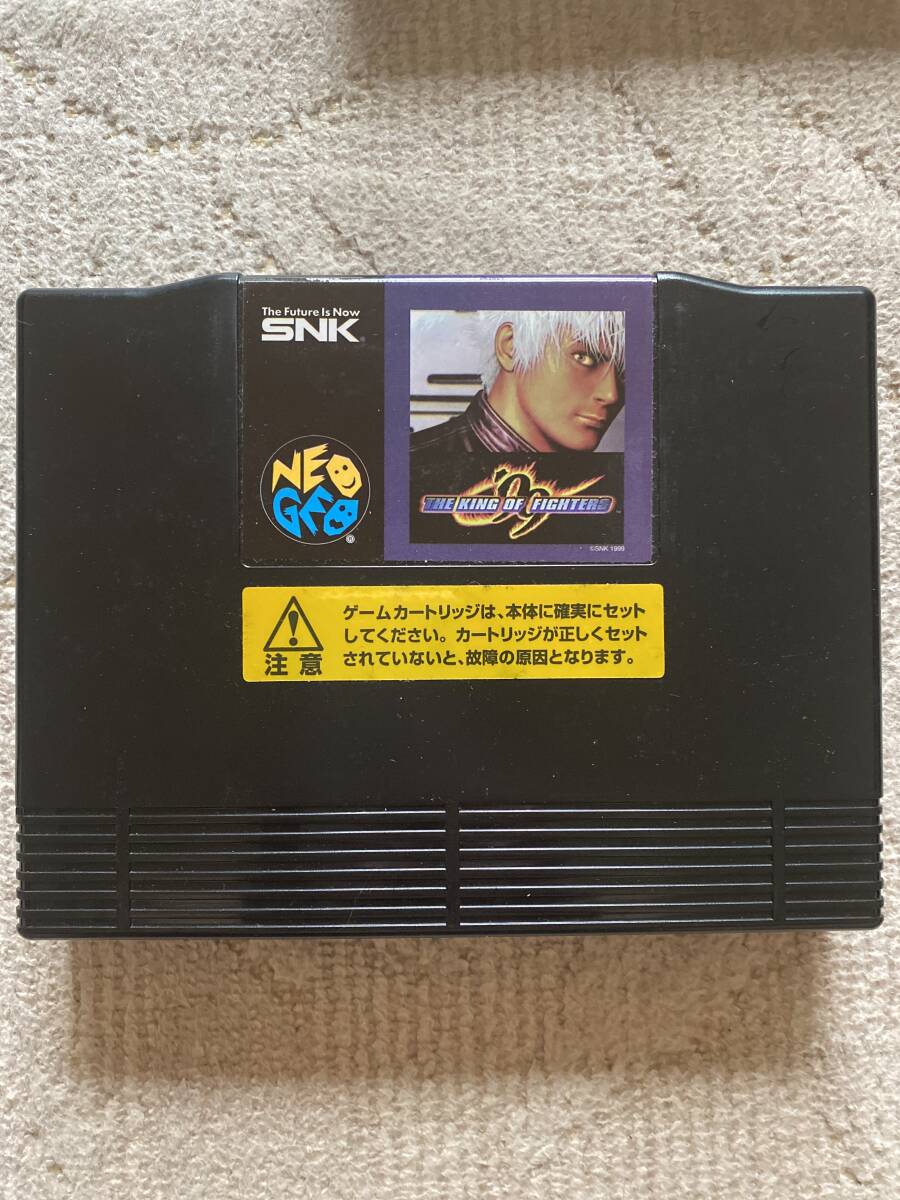 The Future Is Now
SNK
NEO
GEO
®
THE KING OF FIGHTERS
99
™
©SNK 1999
注意
ゲームカートリッジは、本体に確実にセット
してください。カートリッジが正しくセット
されていないと、故障の原因となります。